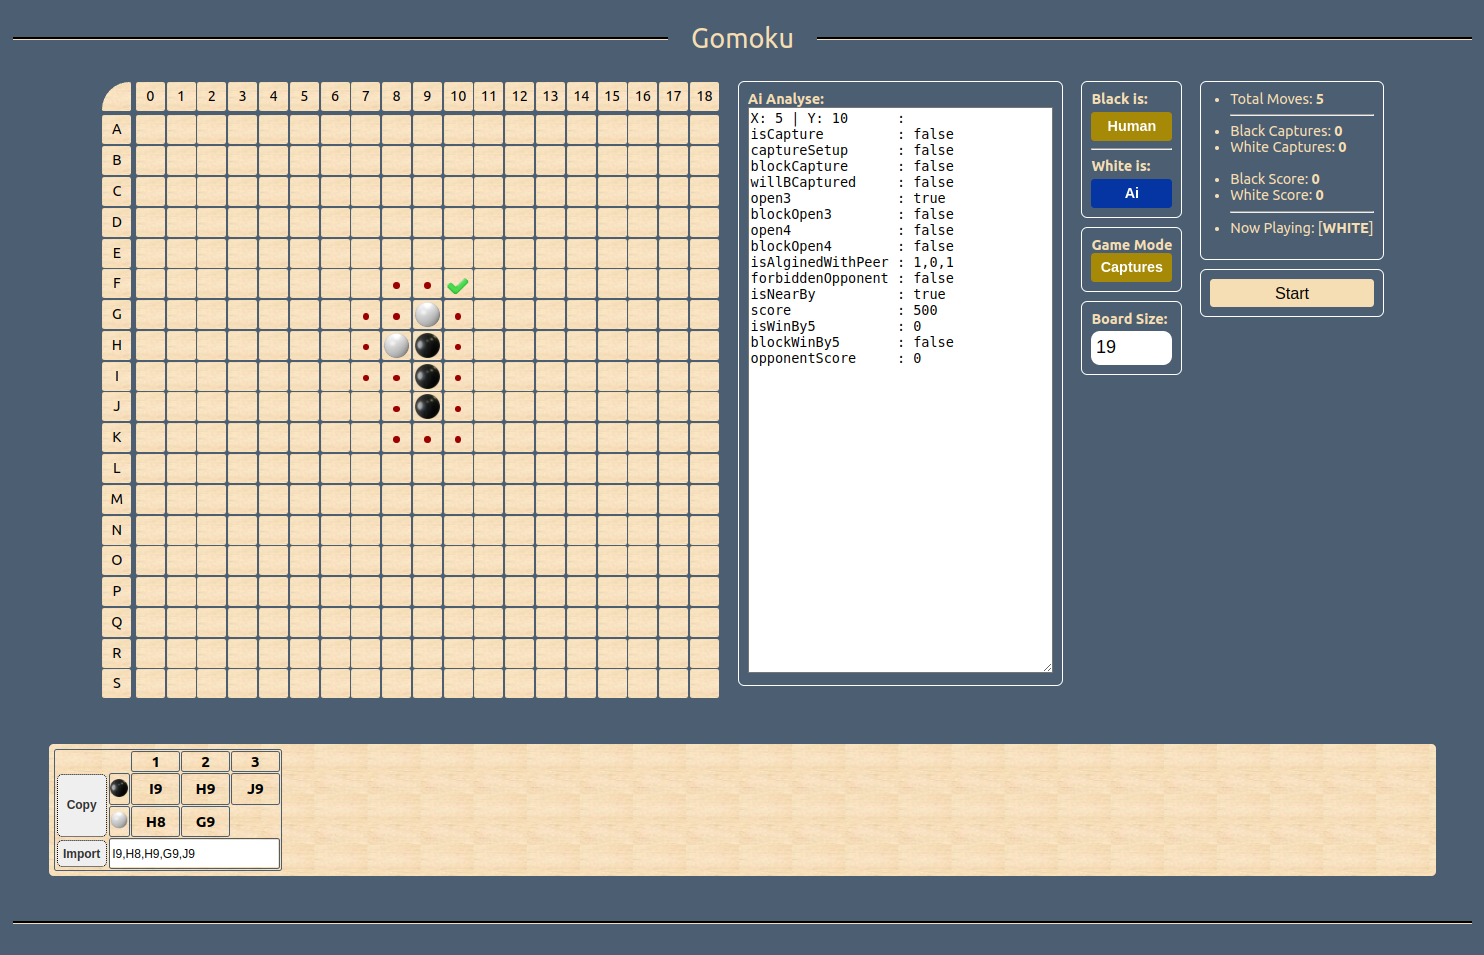 Gomoku
0 1 2 3 4 5 6 7 8 9 10 11 12 13 14 15 16 17 18
A
B
C
D
E
F
G
H
I
J
K
L
M
N
O
P
Q
R
S
Ai Analyse:
X: 5 | Y: 10 :
isCapture : false
captureSetup : false
blockCapture : false
willBCaptured : false
open3 : true
blockOpen3 : false
open4 : false
blockOpen4 : false
isAlginedWithPeer : 1,0,1
forbiddenOpponent : false
isNearBy : true
score : 500
isWinBy5 : 0
blockWinBy5 : false
opponentScore : 0
Black is:
Human
White is:
Ai
Game Mode
Captures
Board Size:
19
Total Moves: 5
Black Captures: 0
White Captures: 0
Black Score: 0
White Score: 0
Now Playing: [WHITE]
Start
1 2 3
Copy
I9 H9 J9
H8 G9
Import I9,H8,H9,G9,J9